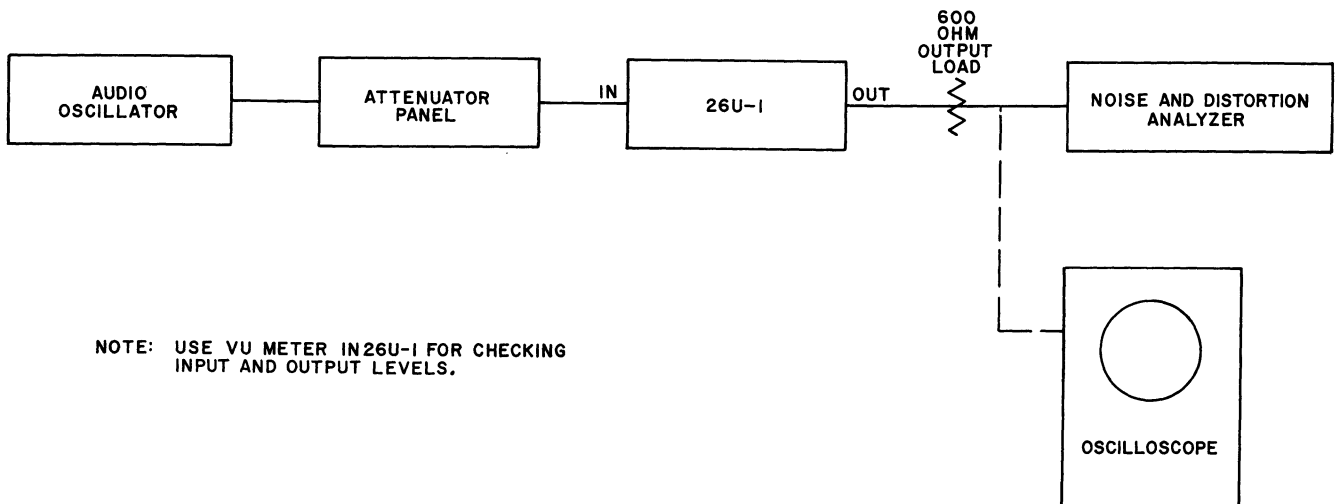 600
OHM
OUTPUT
LOAD
AUDIO
OSCILLATOR
ATTENUATOR
PANEL
IN
26U-1
OUT
NOISE AND DISTORTION
ANALYZER
NOTE: USE VU METER IN 26U-1 FOR CHECKING
INPUT AND OUTPUT LEVELS.
OSCILLOSCOPE